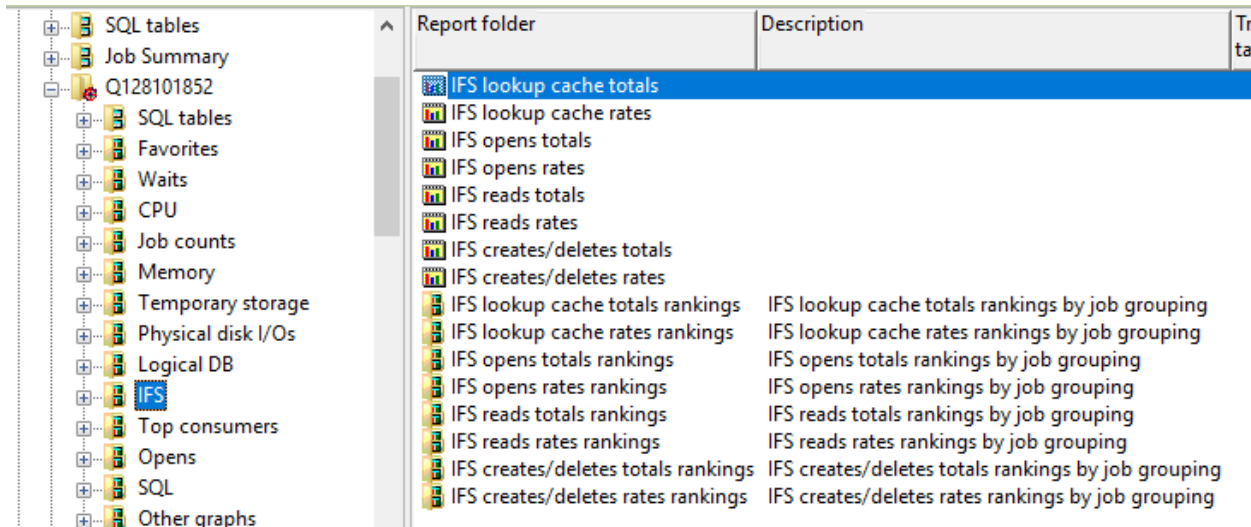 SQL tables
Job Summary
Q128101852
SQL tables
Favorites
Waits
CPU
Job counts
Memory
Temporary storage
Physical disk I/Os
Logical DB
IFS
Top consumers
Opens
SQL
Other graphs
Report folder Description
IFS lookup cache totals
IFS lookup cache rates
IFS opens totals
IFS opens rates
IFS reads totals
IFS reads rates
IFS creates/deletes totals
IFS creates/deletes rates
IFS lookup cache totals rankings IFS lookup cache totals rankings by job grouping
IFS lookup cache rates rankings IFS lookup cache rates rankings by job grouping
IFS opens totals rankings IFS opens totals rankings by job grouping
IFS opens rates rankings IFS opens rates rankings by job grouping
IFS reads totals rankings IFS reads totals rankings by job grouping
IFS reads rates rankings IFS reads rates rankings by job grouping
IFS creates/deletes totals rankings IFS creates/deletes totals rankings by job grouping
IFS creates/deletes rates rankings IFS creates/deletes rates rankings by job grouping